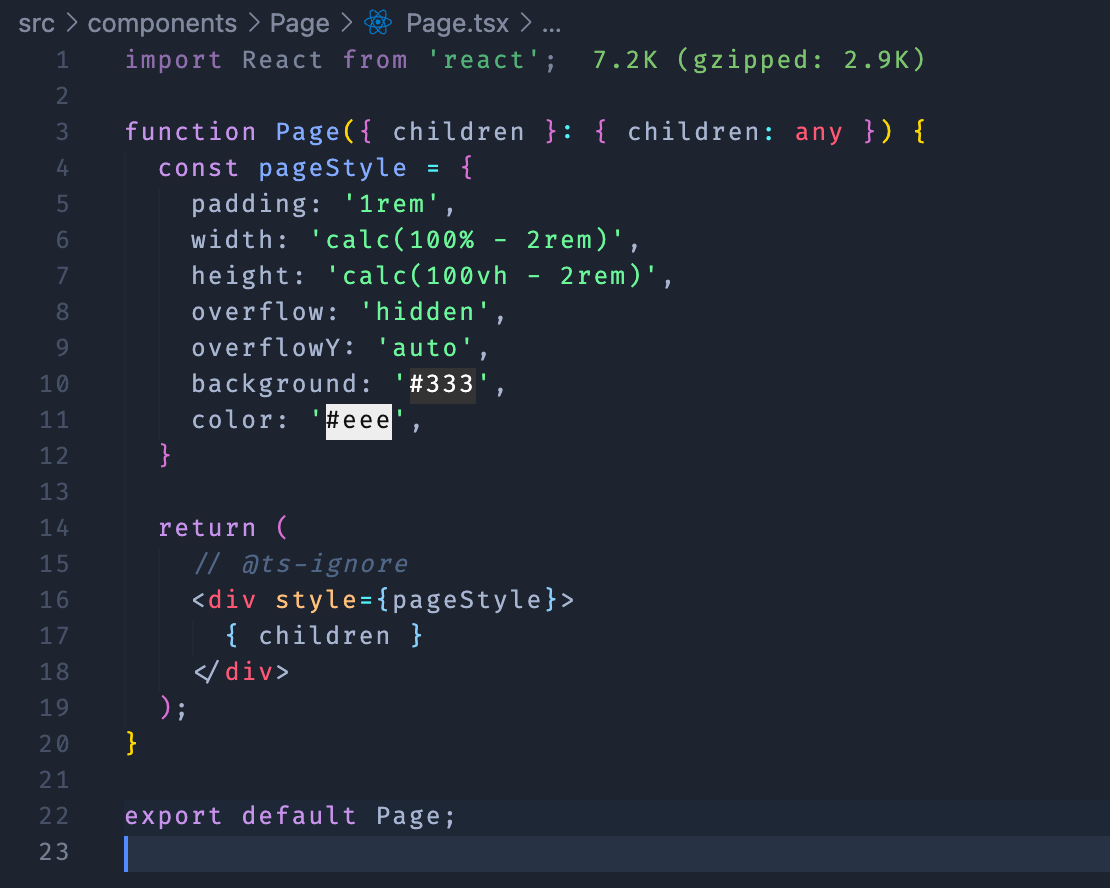 src > components > Page > Page.tsx > ...
1 import React from 'react'; 7.2K (gzipped: 2.9K)
2
3 function Page({ children }: { children: any }) {
4   const pageStyle = {
5     padding: '1rem',
6     width: 'calc(100% - 2rem)',
7     height: 'calc(100vh - 2rem)',
8     overflow: 'hidden',
9     overflowY: 'auto',
10     background: '#333',
11     color: '#eee',
12   }
13
14   return (
15     // @ts-ignore
16     <div style={pageStyle}>
17       { children }
18     </div>
19   );
20 }
21
22 export default Page;
23